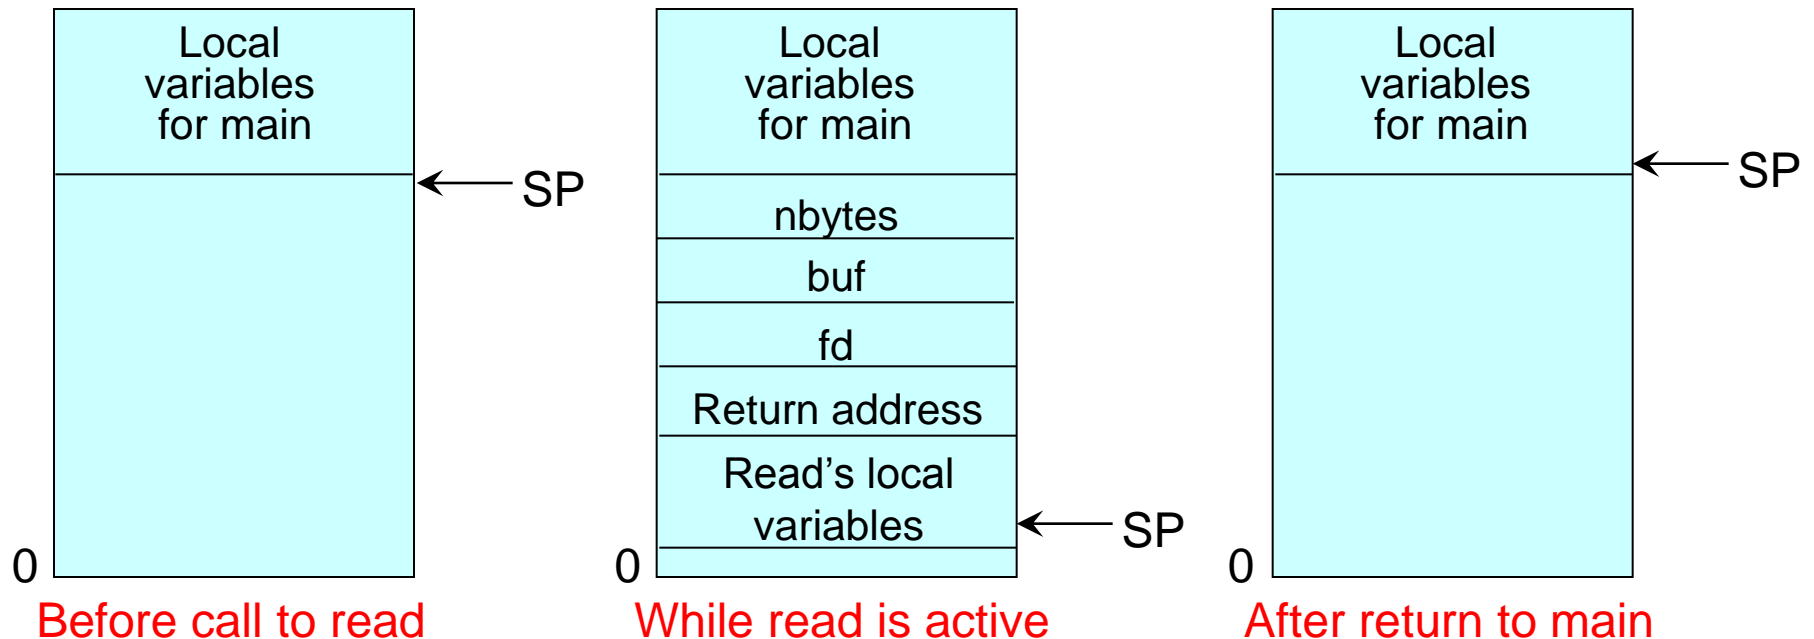 Local
variables
for main
SP
0
Before call to read
Local
variables
for main
nbytes
buf
fd
Return address
Read’s local
variables
SP
0
While read is active
Local
variables
for main
SP
0
After return to main